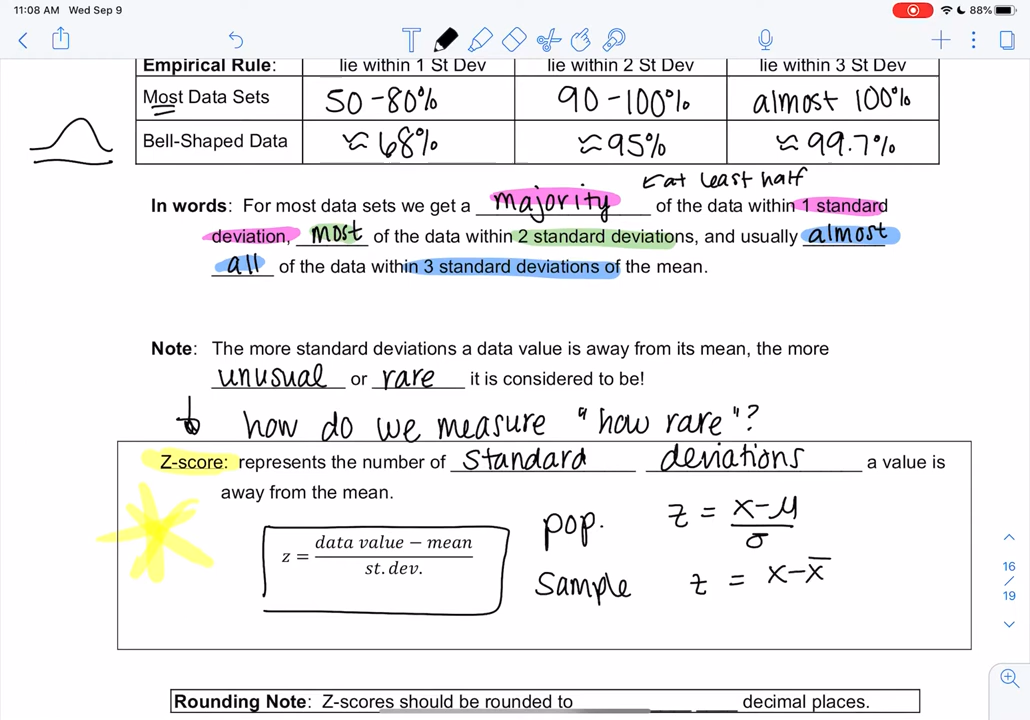 11:08 AM Wed Sep 9
88%
T
Empirical Rule: lie within 1 St Dev lie within 2 St Dev lie within 3 St Dev
Most Data Sets 50-80% 90-100% almost 100%
Bell-Shaped Data ≈68% ≈95% ≈99.7%
←at least half
In words: For most data sets we get a majority of the data within 1 standard
deviation, most of the data within 2 standard deviations, and usually almost
all of the data within 3 standard deviations of the mean.
Note: The more standard deviations a data value is away from its mean, the more
unusual or rare it is considered to be!
how do we measure "how rare"?
Z-score: represents the number of standard deviations a value is
away from the mean.
z = (data value − mean) / st. dev.
pop. z = (x-μ) / σ
Sample z = x-x̄
16
/
19
Rounding Note: Z-scores should be rounded to ____ ____ decimal places.